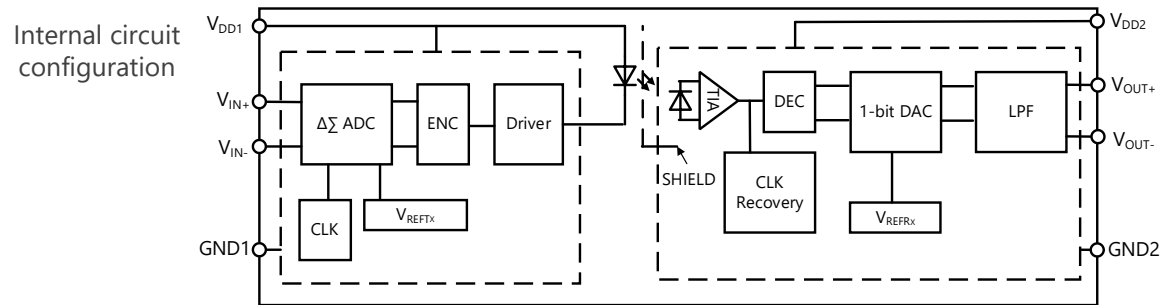 Internal circuit
configuration
VDD1
VDD2
VIN+
VIN-
ΔΣ ADC
ENC
Driver
TIA
DEC
1-bit DAC
LPF
VOUT+
VOUT-
SHIELD
CLK
VREFTx
CLK
Recovery
VREFRx
GND1
GND2